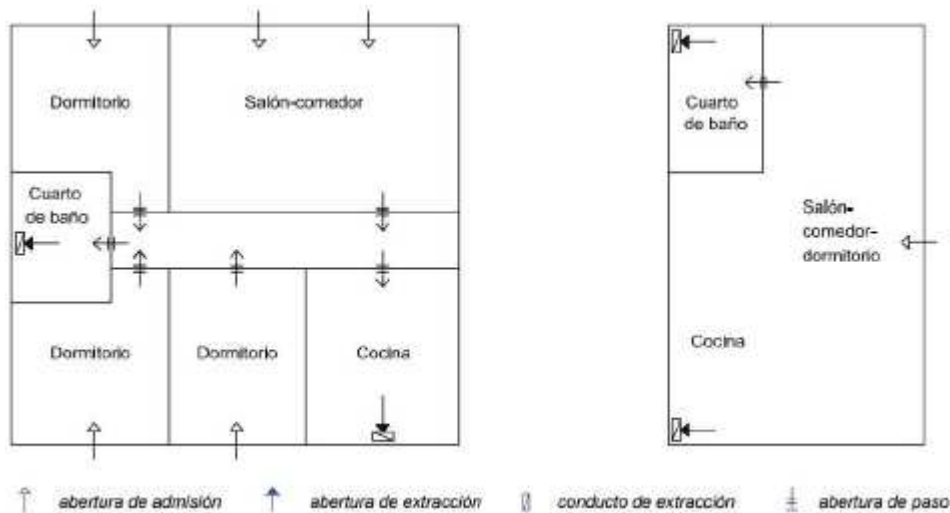 Dormitorio
Salón-comedor
Cuarto
de baño
Dormitorio
Dormitorio
Cocina
Cuarto
de baño
Salón-
comedor-
dormitorio
Cocina
abertura de admisión
abertura de extracción
conducto de extracción
abertura de paso